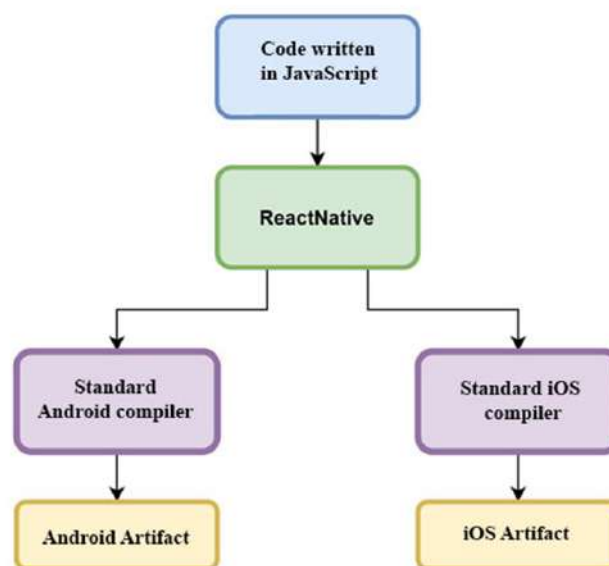 Code written
in JavaScript
ReactNative
Standard
Android compiler
Standard iOS
compiler
Android Artifact
iOS Artifact